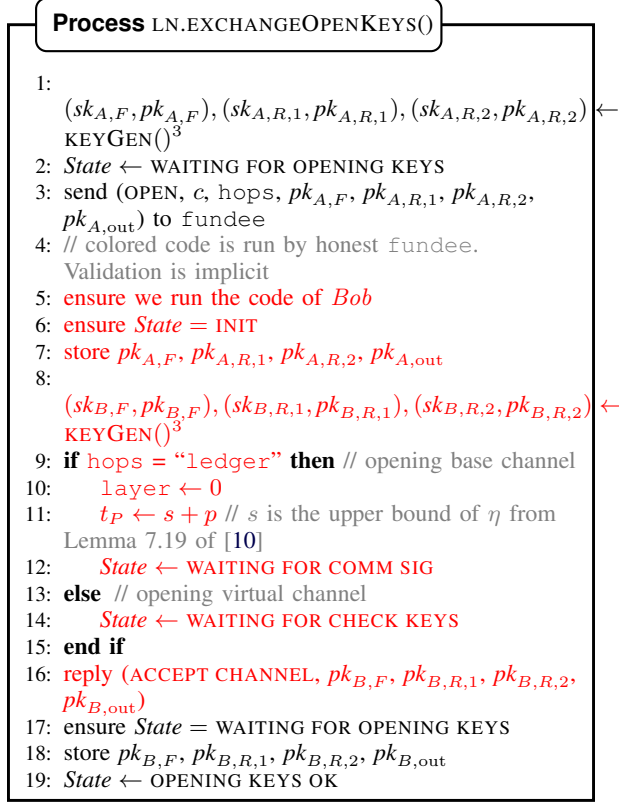 Process LN.EXCHANGEOPENKEYS()
1:
(sk_{A,F}, pk_{A,F}), (sk_{A,R,1}, pk_{A,R,1}), (sk_{A,R,2}, pk_{A,R,2}) ←
KEYGEN()^3
2: State ← WAITING FOR OPENING KEYS
3: send (OPEN, c, hops, pk_{A,F}, pk_{A,R,1}, pk_{A,R,2},
pk_{A,out}) to fundee
4: // colored code is run by honest fundee.
Validation is implicit
5: ensure we run the code of Bob
6: ensure State = INIT
7: store pk_{A,F}, pk_{A,R,1}, pk_{A,R,2}, pk_{A,out}
8:
(sk_{B,F}, pk_{B,F}), (sk_{B,R,1}, pk_{B,R,1}), (sk_{B,R,2}, pk_{B,R,2}) ←
KEYGEN()^3
9: if hops = “ledger” then // opening base channel
10: layer ← 0
11: t_P ← s + p // s is the upper bound of η from
Lemma 7.19 of [10]
12: State ← WAITING FOR COMM SIG
13: else // opening virtual channel
14: State ← WAITING FOR CHECK KEYS
15: end if
16: reply (ACCEPT CHANNEL, pk_{B,F}, pk_{B,R,1}, pk_{B,R,2},
pk_{B,out})
17: ensure State = WAITING FOR OPENING KEYS
18: store pk_{B,F}, pk_{B,R,1}, pk_{B,R,2}, pk_{B,out}
19: State ← OPENING KEYS OK